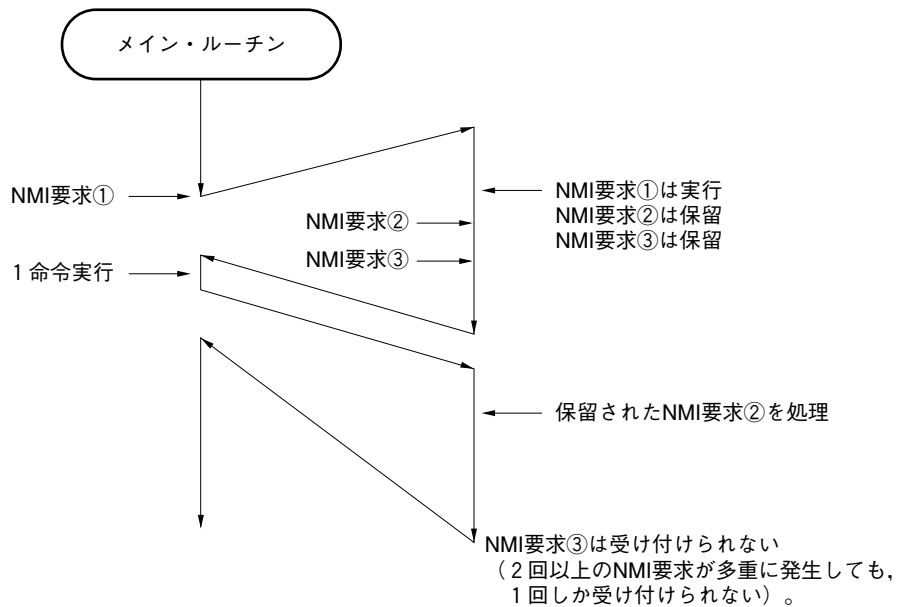 メイン・ルーチン
NMI要求①
NMI要求②
NMI要求③
1命令実行
NMI要求①は実行
NMI要求②は保留
NMI要求③は保留
保留されたNMI要求②を処理
NMI要求③は受け付けられない
（2回以上のNMI要求が多重に発生しても，
1回しか受け付けられない）。